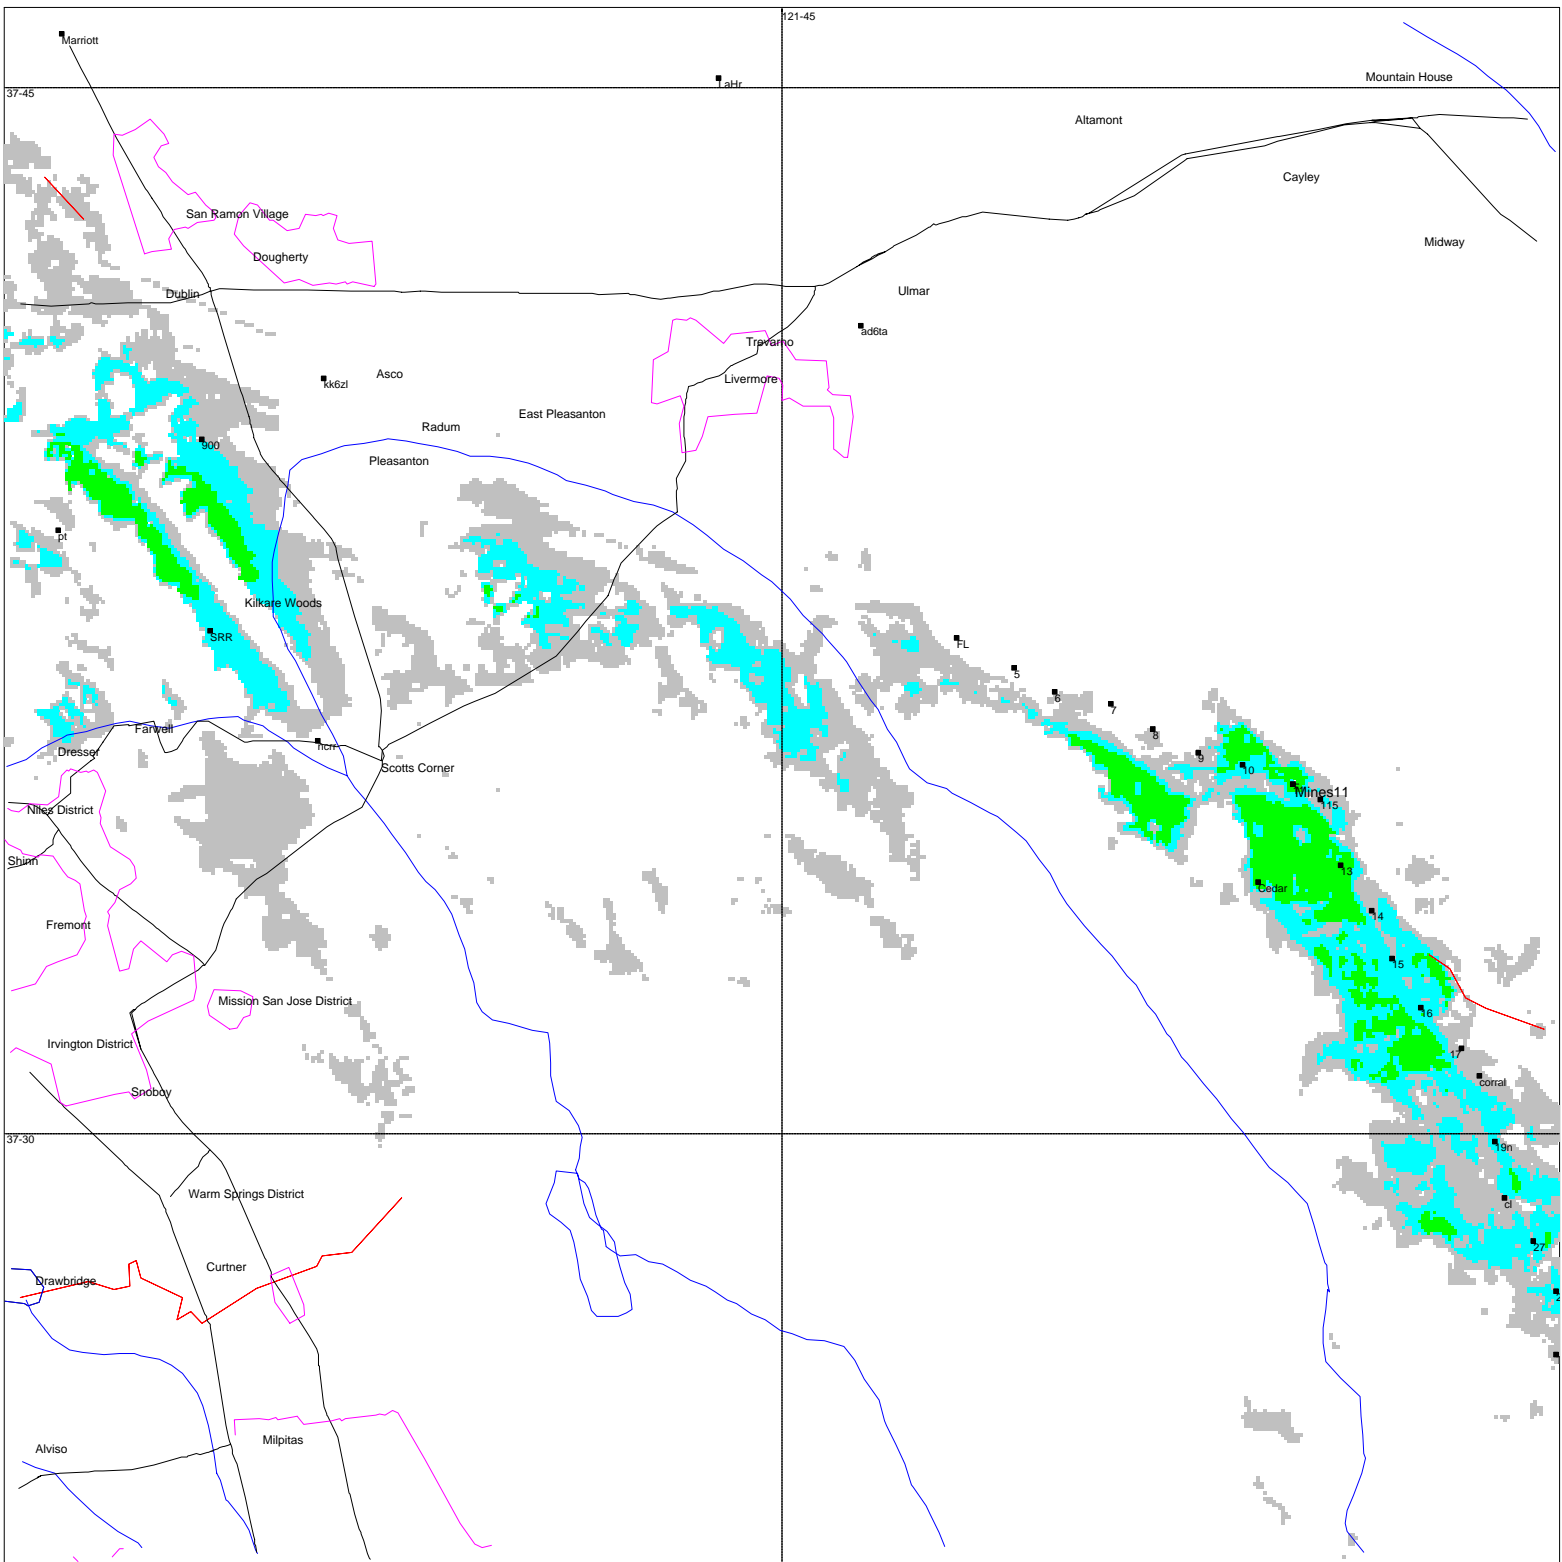 121-45
Marriott
Mountain House
LaHr
37-45
Altamont
Cayley
San Ramon Village
Midway
Dougherty
Dublin
Ulmar
ad6ta
Trevarno
Asco
Livermore
kk6zl
East Pleasanton
Radum
900
Pleasanton
pt
Kilkare Woods
SRR
FL
5
6
7
Farwell
8
ncrr
Dresser
9
Scotts Corner
10
Mines11
115
Niles District
Shinn
13
Cedar
14
Fremont
15
Mission San Jose District
16
Irvington District
17
corral
Snoboy
37-30
19n
Warm Springs District
cl
27
Curtner
Drawbridge
2
Milpitas
Alviso